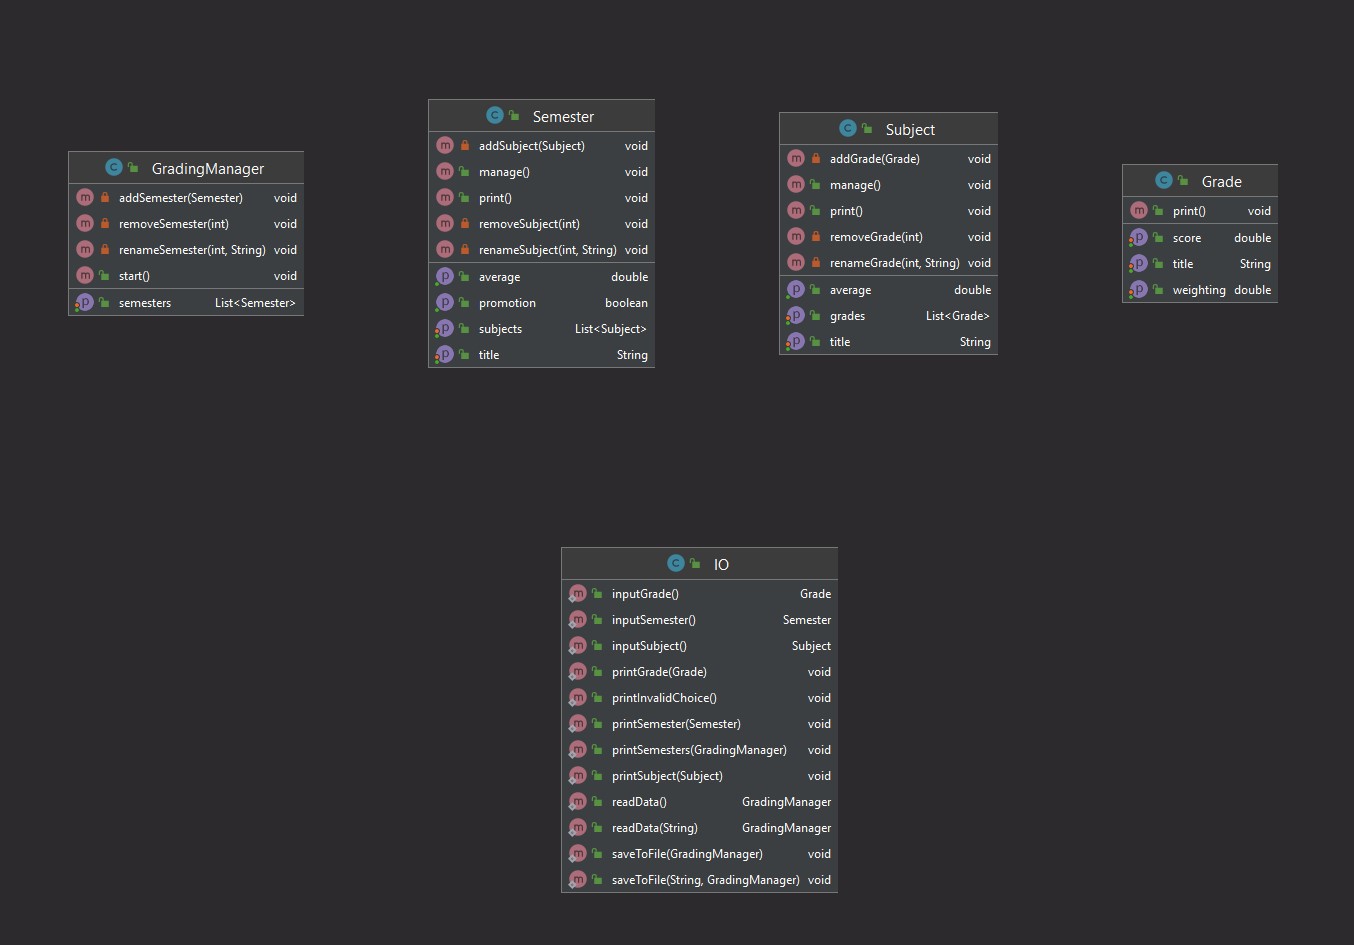 GradingManager
addSemester(Semester) void
removeSemester(int) void
renameSemester(int, String) void
start() void
semesters List<Semester>
Semester
addSubject(Subject) void
manage() void
print() void
removeSubject(int) void
renameSubject(int, String) void
average double
promotion boolean
subjects List<Subject>
title String
Subject
addGrade(Grade) void
manage() void
print() void
removeGrade(int) void
renameGrade(int, String) void
average double
grades List<Grade>
title String
Grade
print() void
score double
title String
weighting double
IO
inputGrade() Grade
inputSemester() Semester
inputSubject() Subject
printGrade(Grade) void
printInvalidChoice() void
printSemester(Semester) void
printSemesters(GradingManager) void
printSubject(Subject) void
readData() GradingManager
readData(String) GradingManager
saveToFile(GradingManager) void
saveToFile(String, GradingManager) void